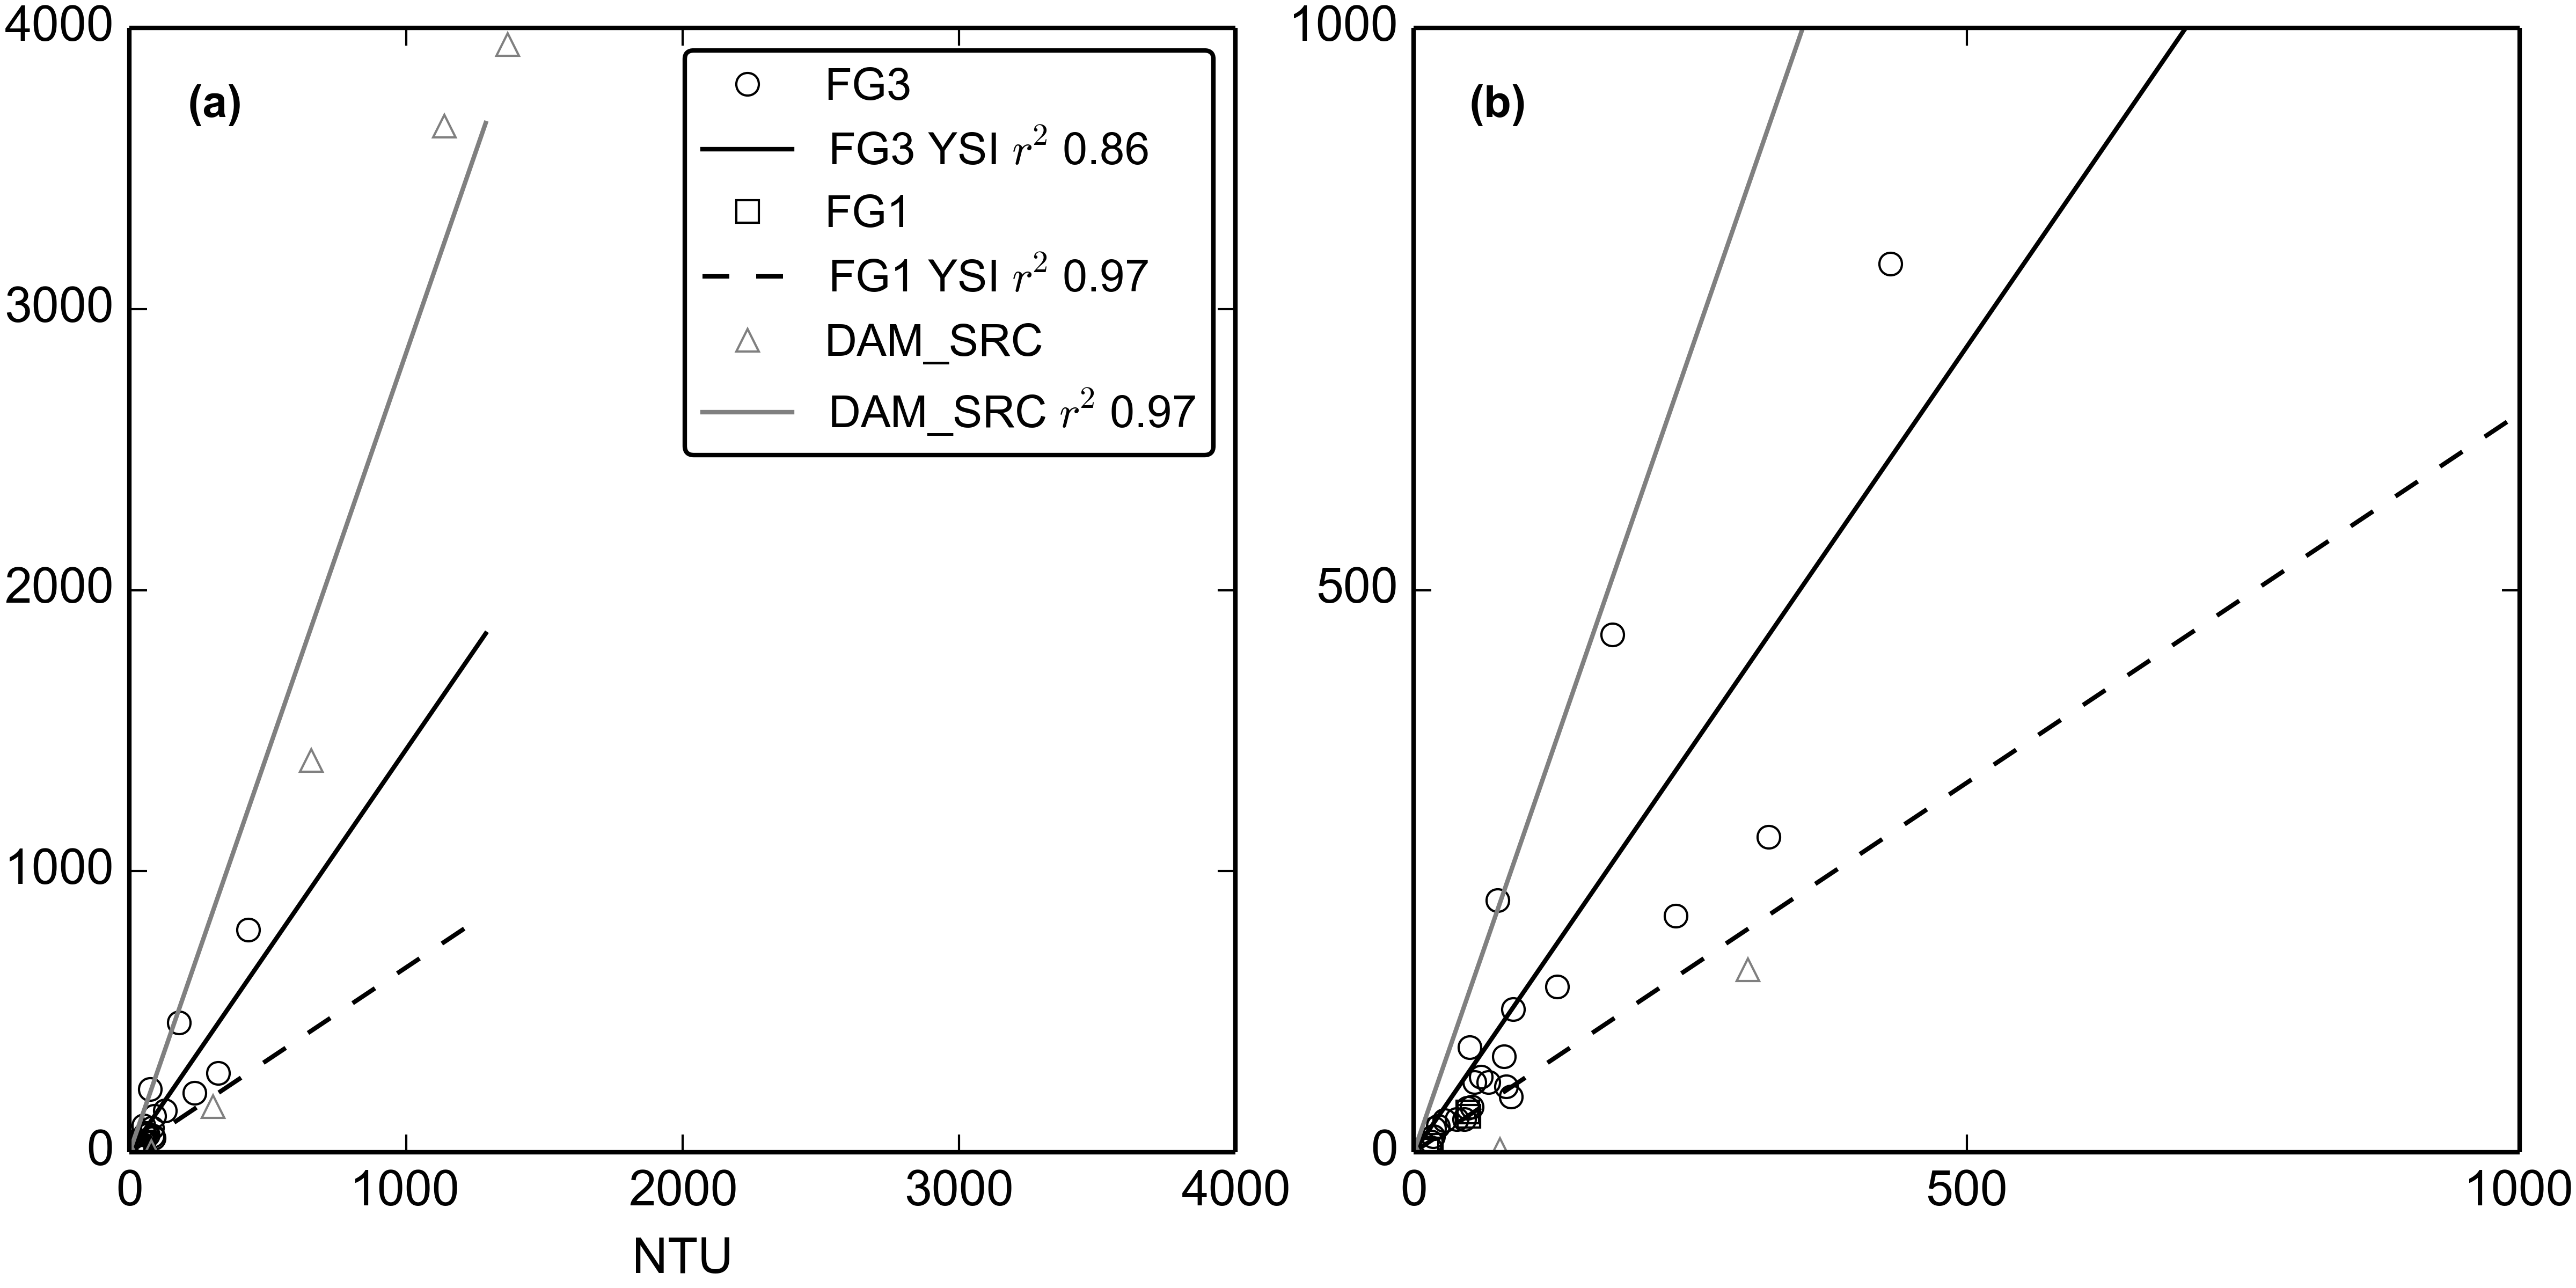 4000
3000
2000
1000
0
(a)
FG3
FG3 YSI r² 0.86
FG1
FG1 YSI r² 0.97
DAM_SRC
DAM_SRC r² 0.97
0 1000 2000 3000 4000
NTU
1000
500
0
(b)
0 500 1000